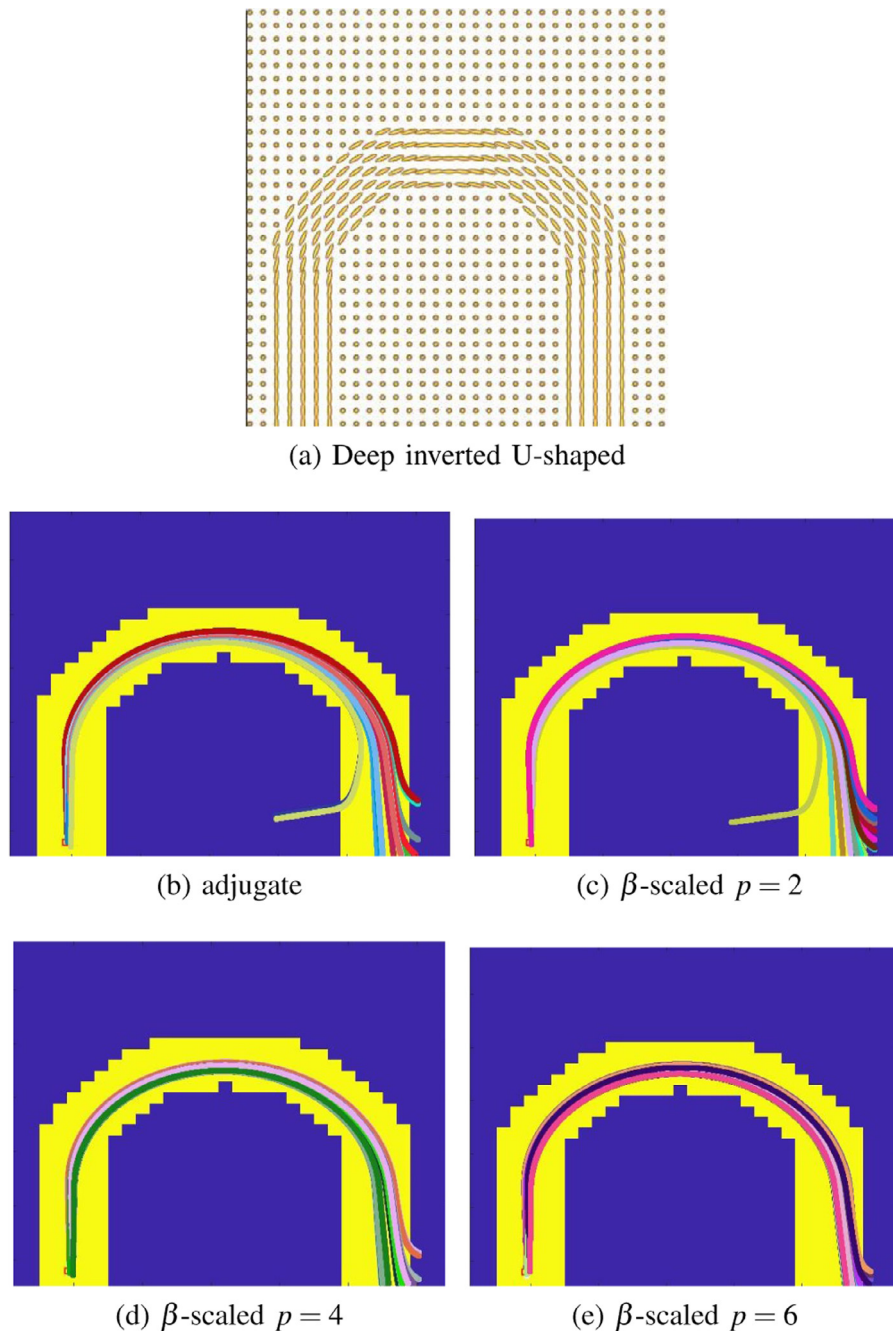 (a) Deep inverted U-shaped
(b) adjugate
(c) β-scaled p = 2
(d) β-scaled p = 4
(e) β-scaled p = 6